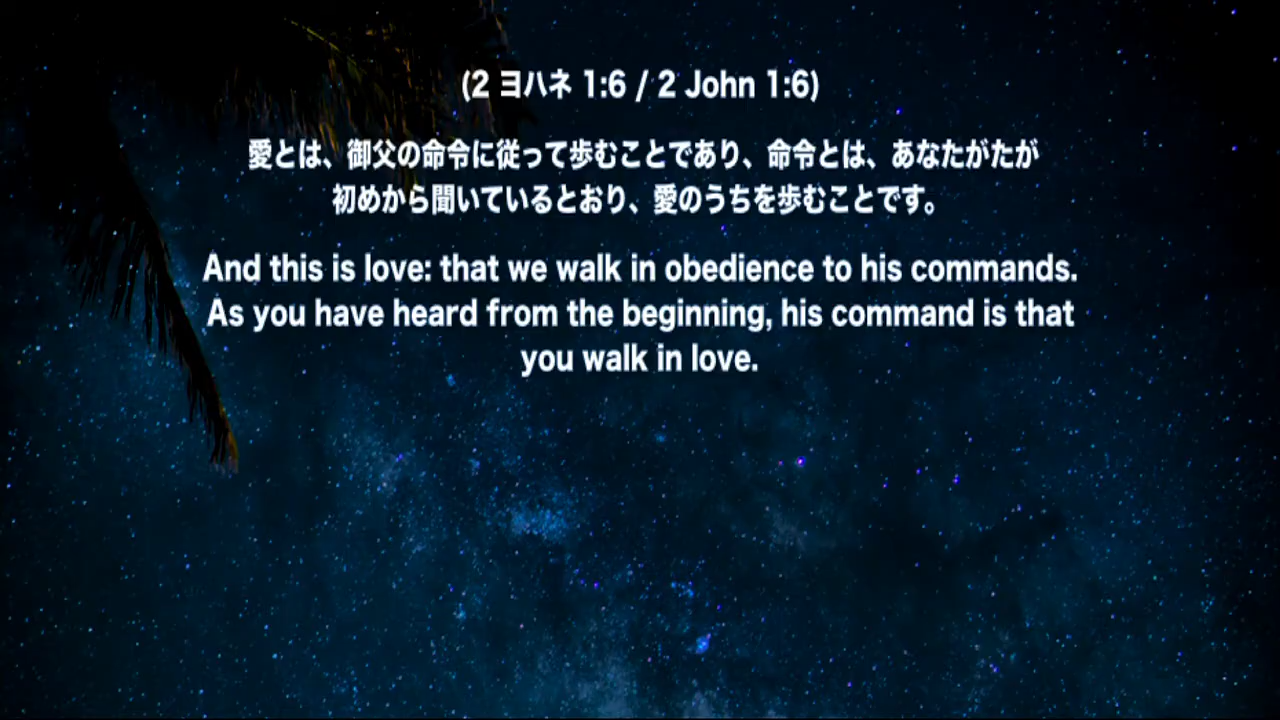 (2 ヨハネ 1:6 / 2 John 1:6)
愛とは、御父の命令に従って歩むことであり、命令とは、あなたがたが
初めから聞いているとおり、愛のうちを歩むことです。
And this is love: that we walk in obedience to his commands.
As you have heard from the beginning, his command is that
you walk in love.